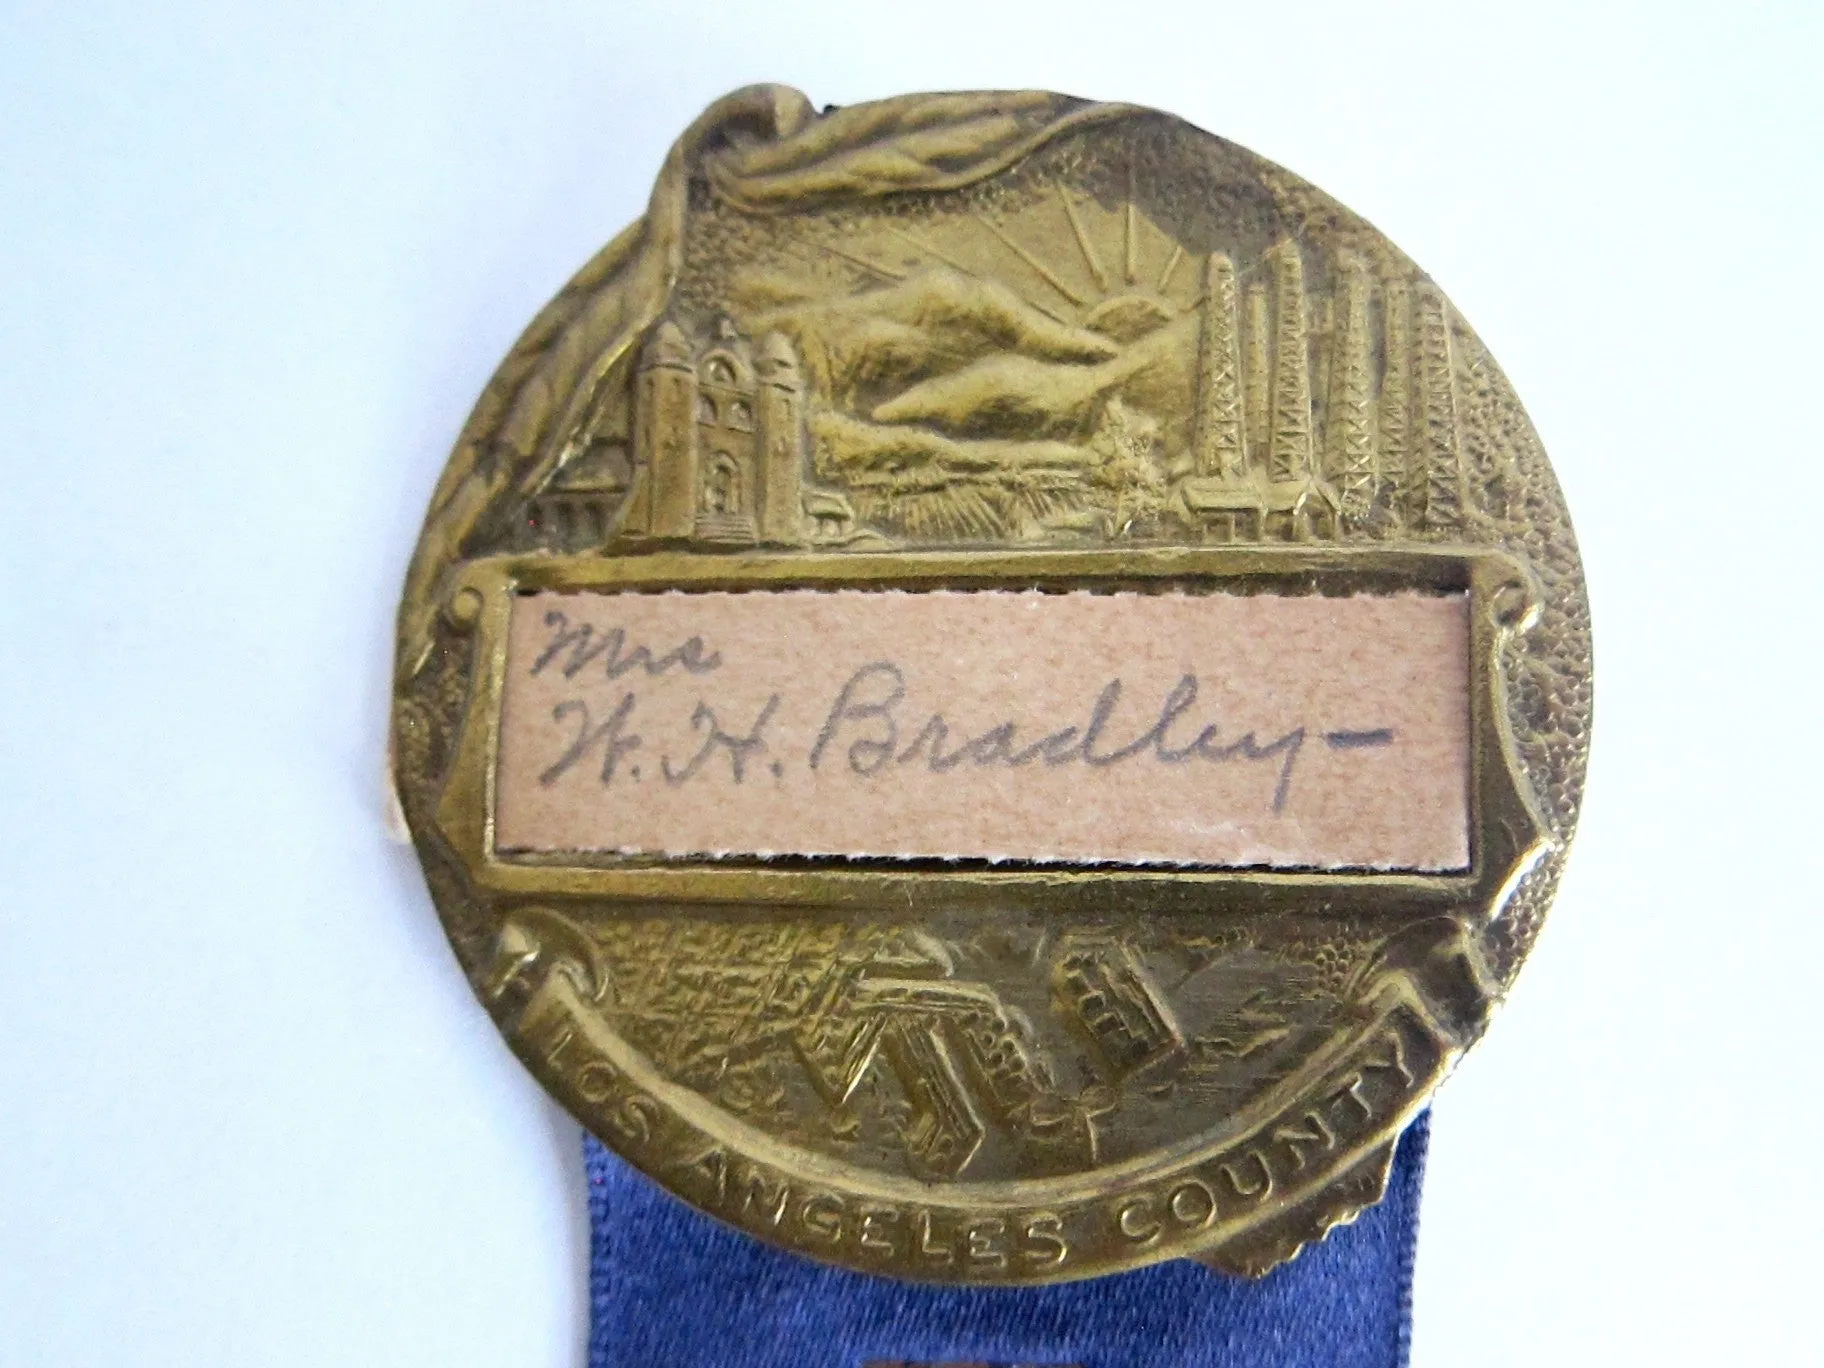 Mrs
W. H. Bradley-
LOS ANGELES COUNTY